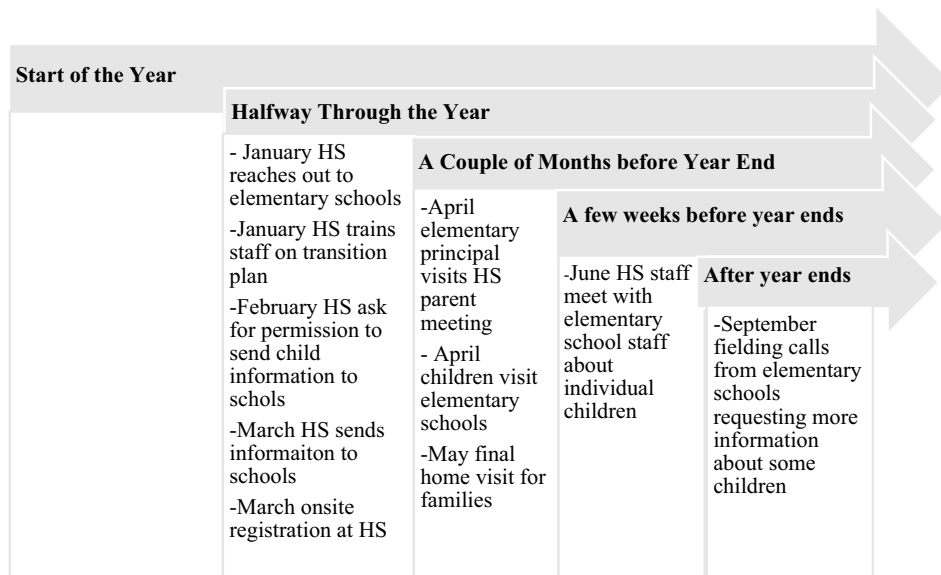 Start of the Year
Halfway Through the Year
- January HS
reaches out to
elementary schools
-January HS trains
staff on transition
plan
-February HS ask
for permission to
send child
information to
schols
-March HS sends
informaiton to
schools
-March onsite
registration at HS
A Couple of Months before Year End
-April
elementary
principal
visits HS
parent
meeting
- April
children visit
elementary
schools
-May final
home visit for
families
A few weeks before year ends
-June HS staff
meet with
elementary
school staff
about
individual
children
After year ends
-September
fielding calls
from elementary
schools
requesting more
information
about some
children